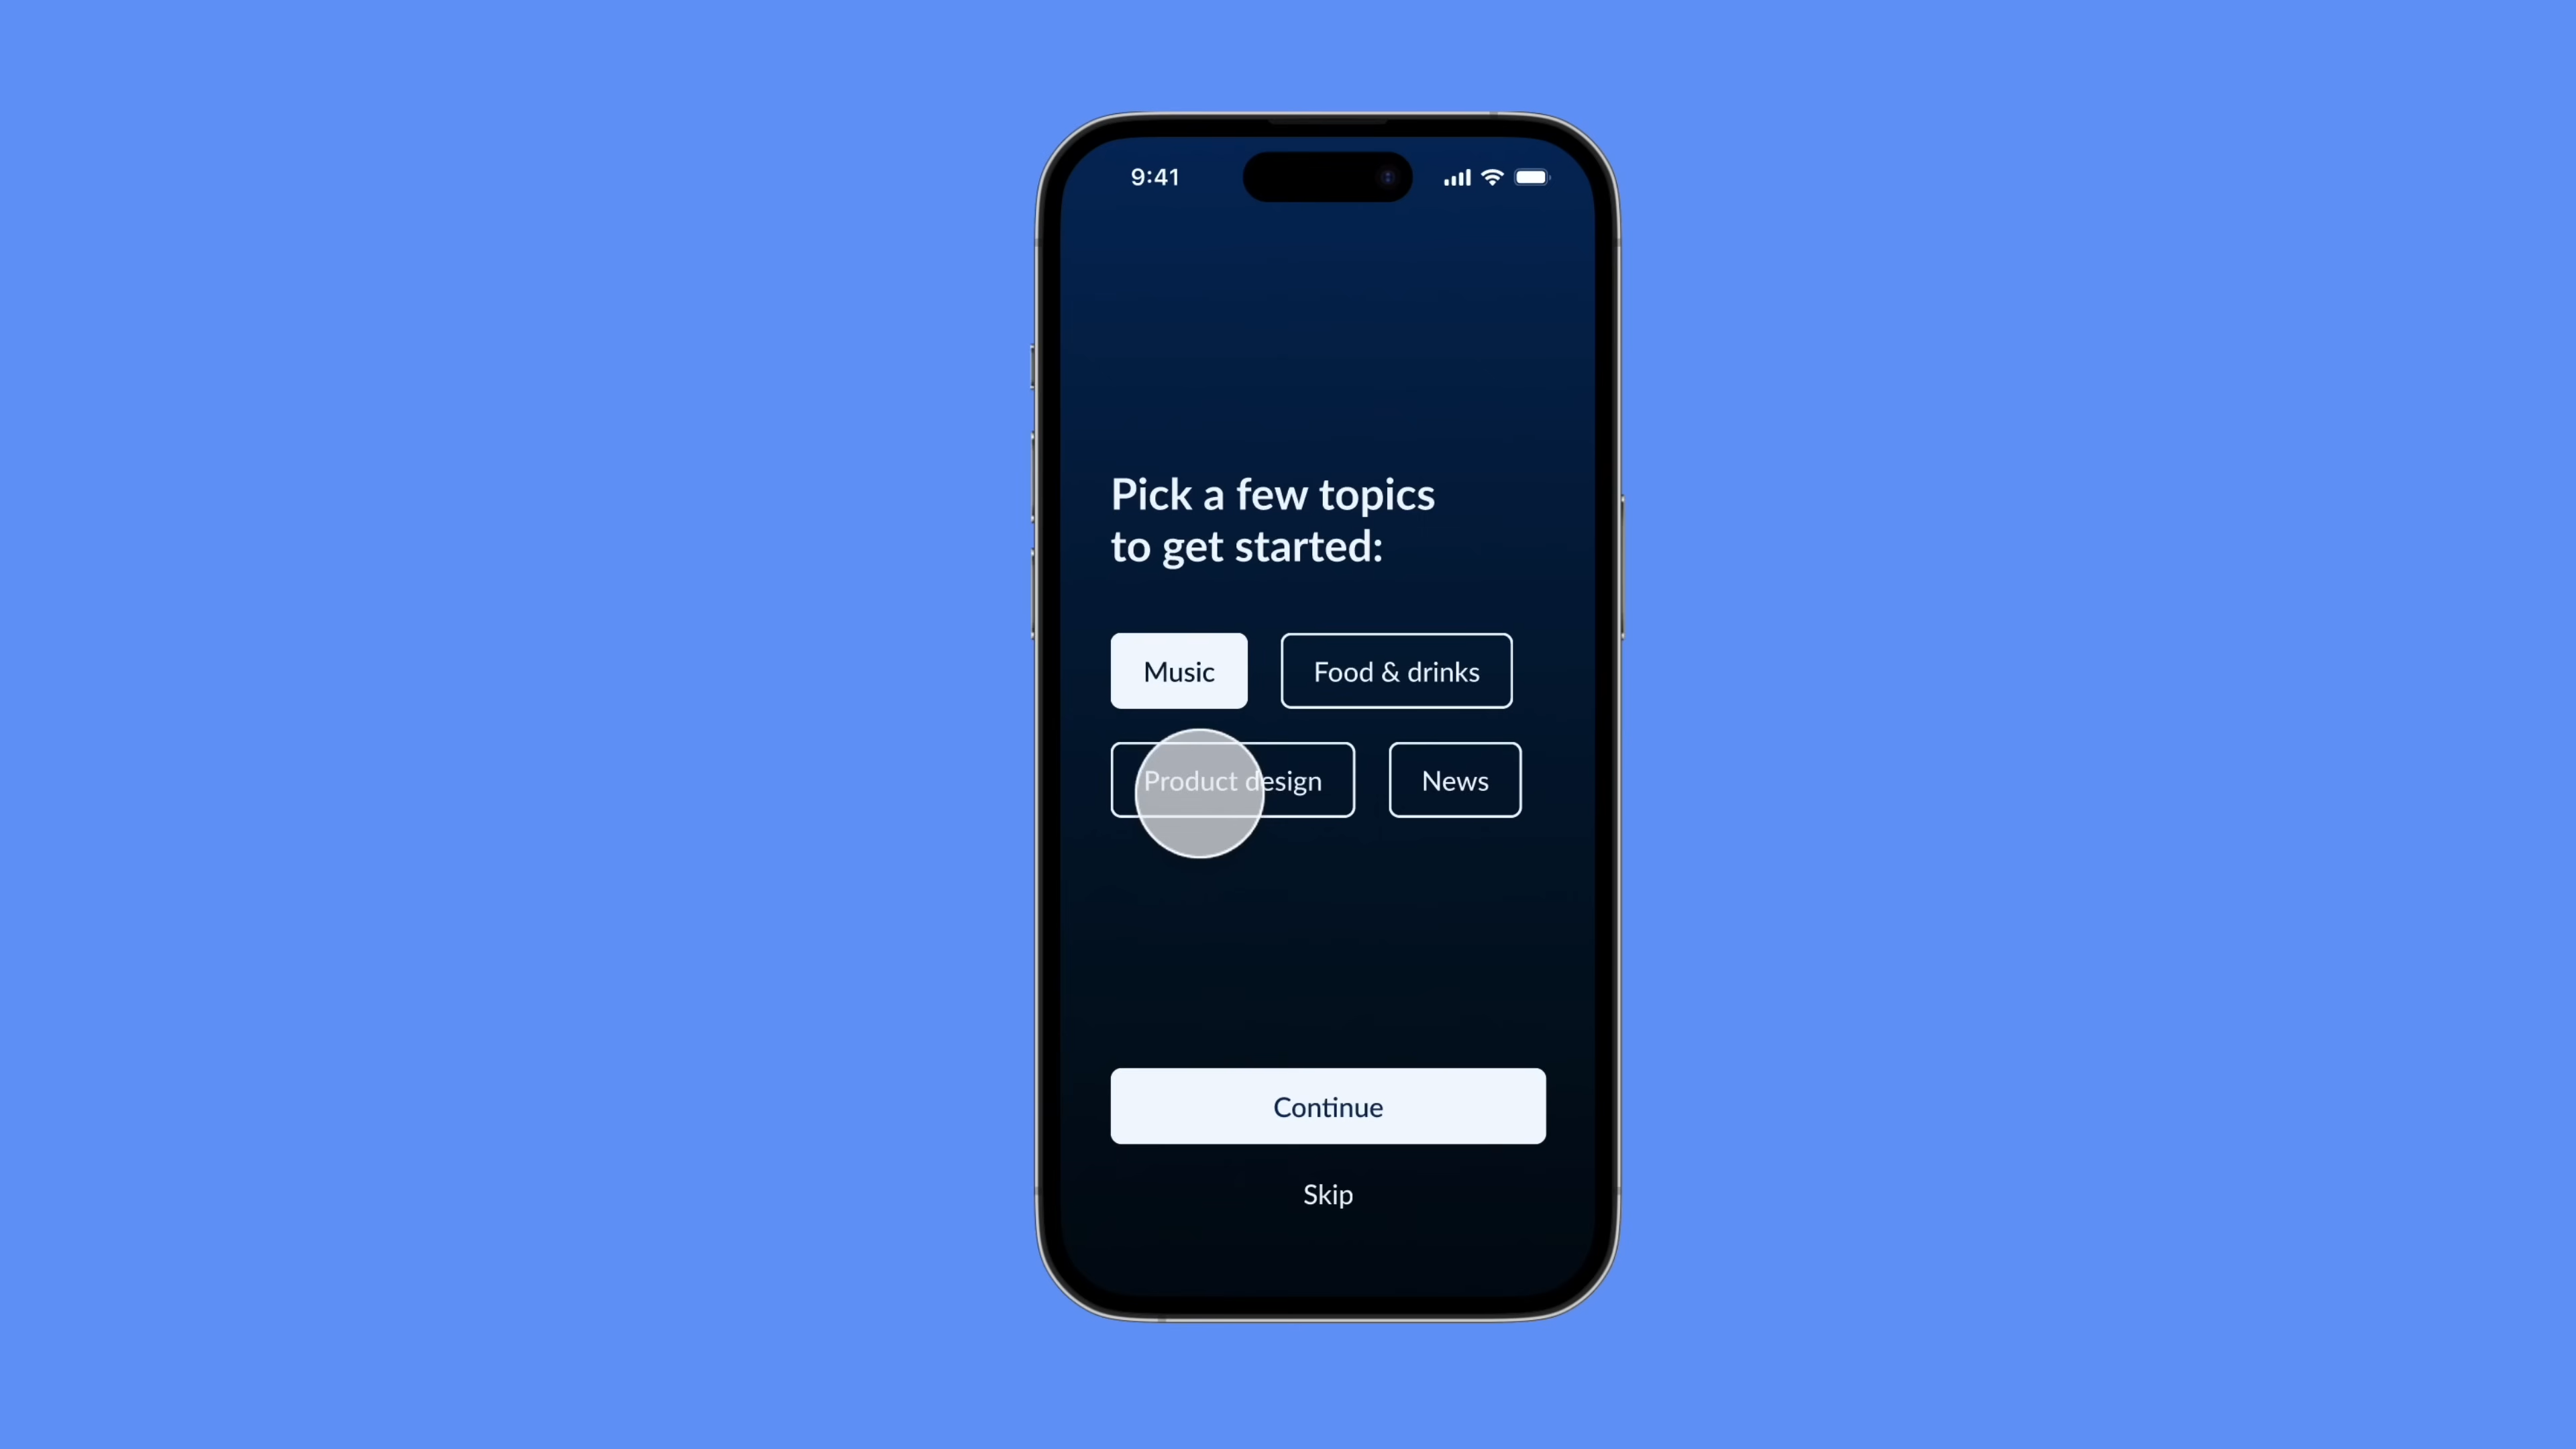 9:41
Pick a few topics
to get started:
Music
Food & drinks
Product design
News
Continue
Skip